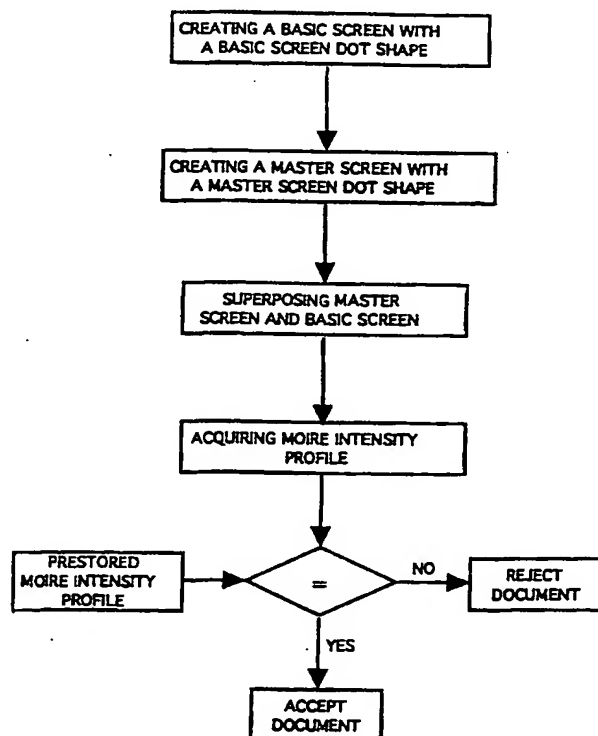 CREATING A BASIC SCREEN WITH
A BASIC SCREEN DOT SHAPE
CREATING A MASTER SCREEN WITH
A MASTER SCREEN DOT SHAPE
SUPERPOSING MASTER
SCREEN AND BASIC SCREEN
ACQUIRING MOIRE INTENSITY
PROFILE
PRESTORED
MOIRE INTENSITY
PROFILE
=
NO
REJECT
DOCUMENT
YES
ACCEPT
DOCUMENT